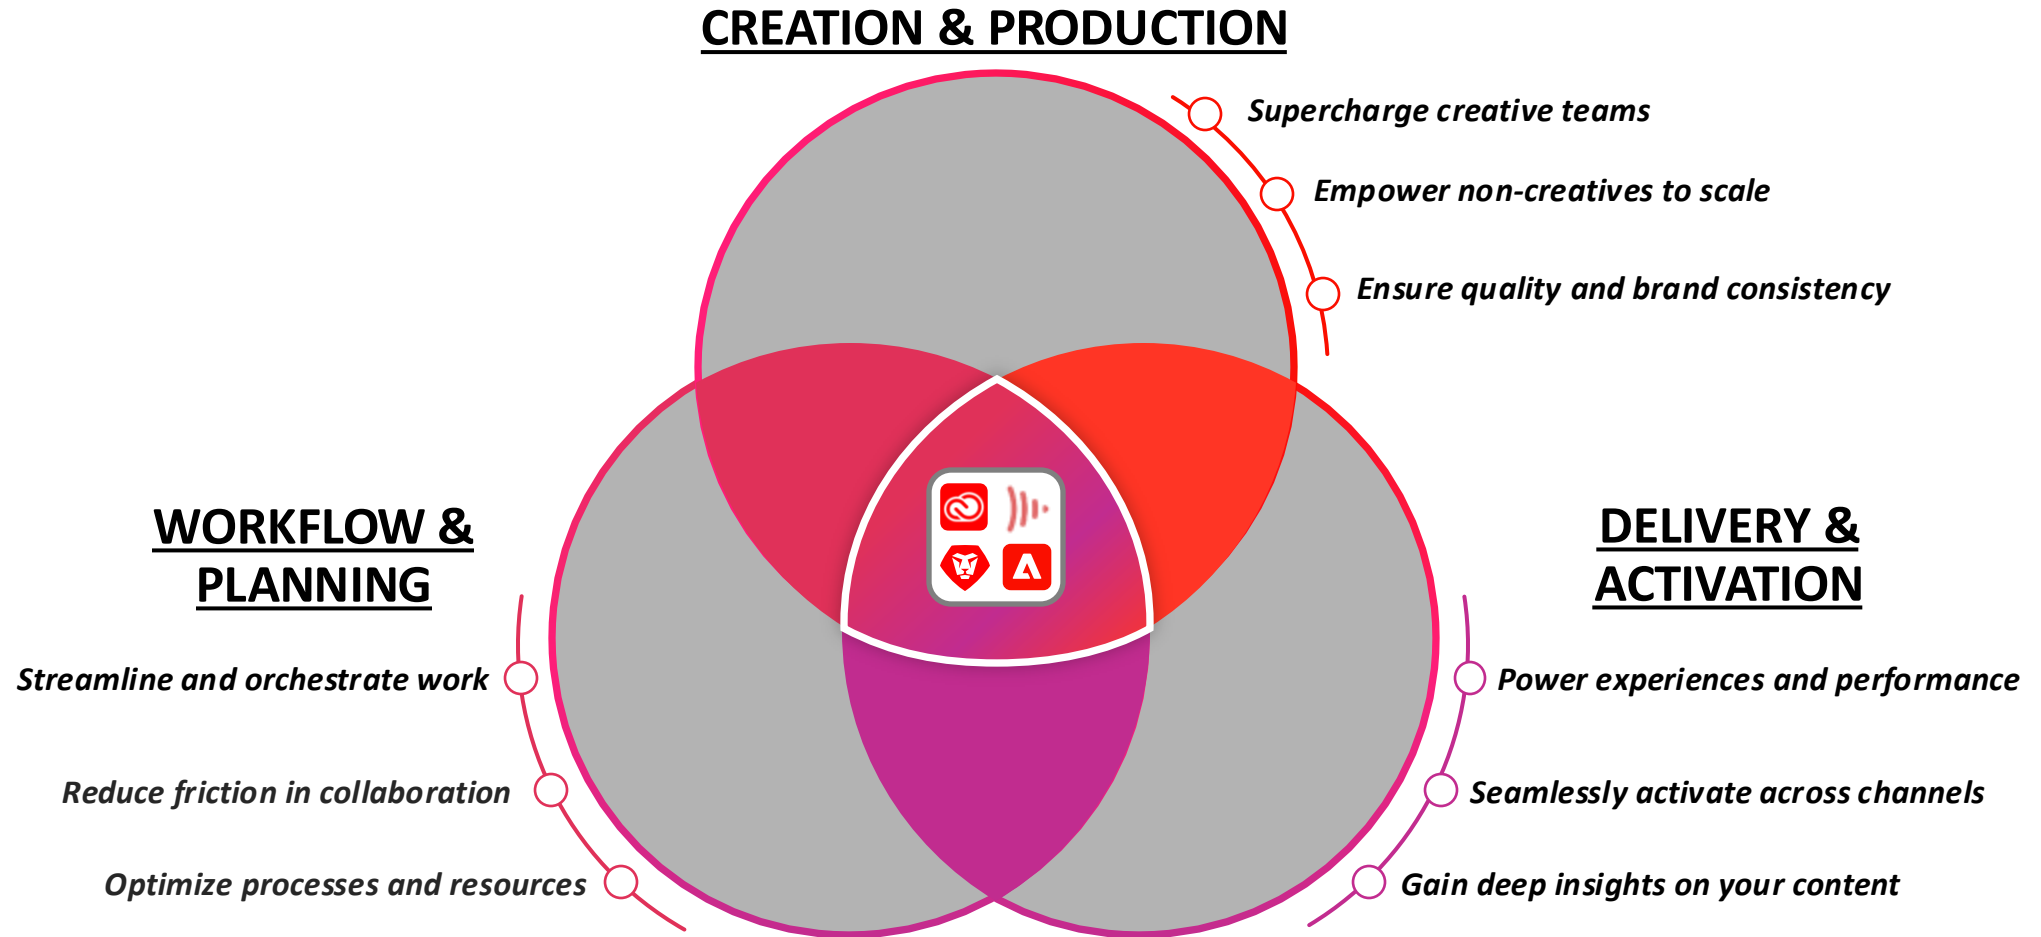 CREATION & PRODUCTION
Supercharge creative teams
Empower non-creatives to scale
Ensure quality and brand consistency
WORKFLOW &
PLANNING
Streamline and orchestrate work
Reduce friction in collaboration
Optimize processes and resources
DELIVERY &
ACTIVATION
Power experiences and performance
Seamlessly activate across channels
Gain deep insights on your content